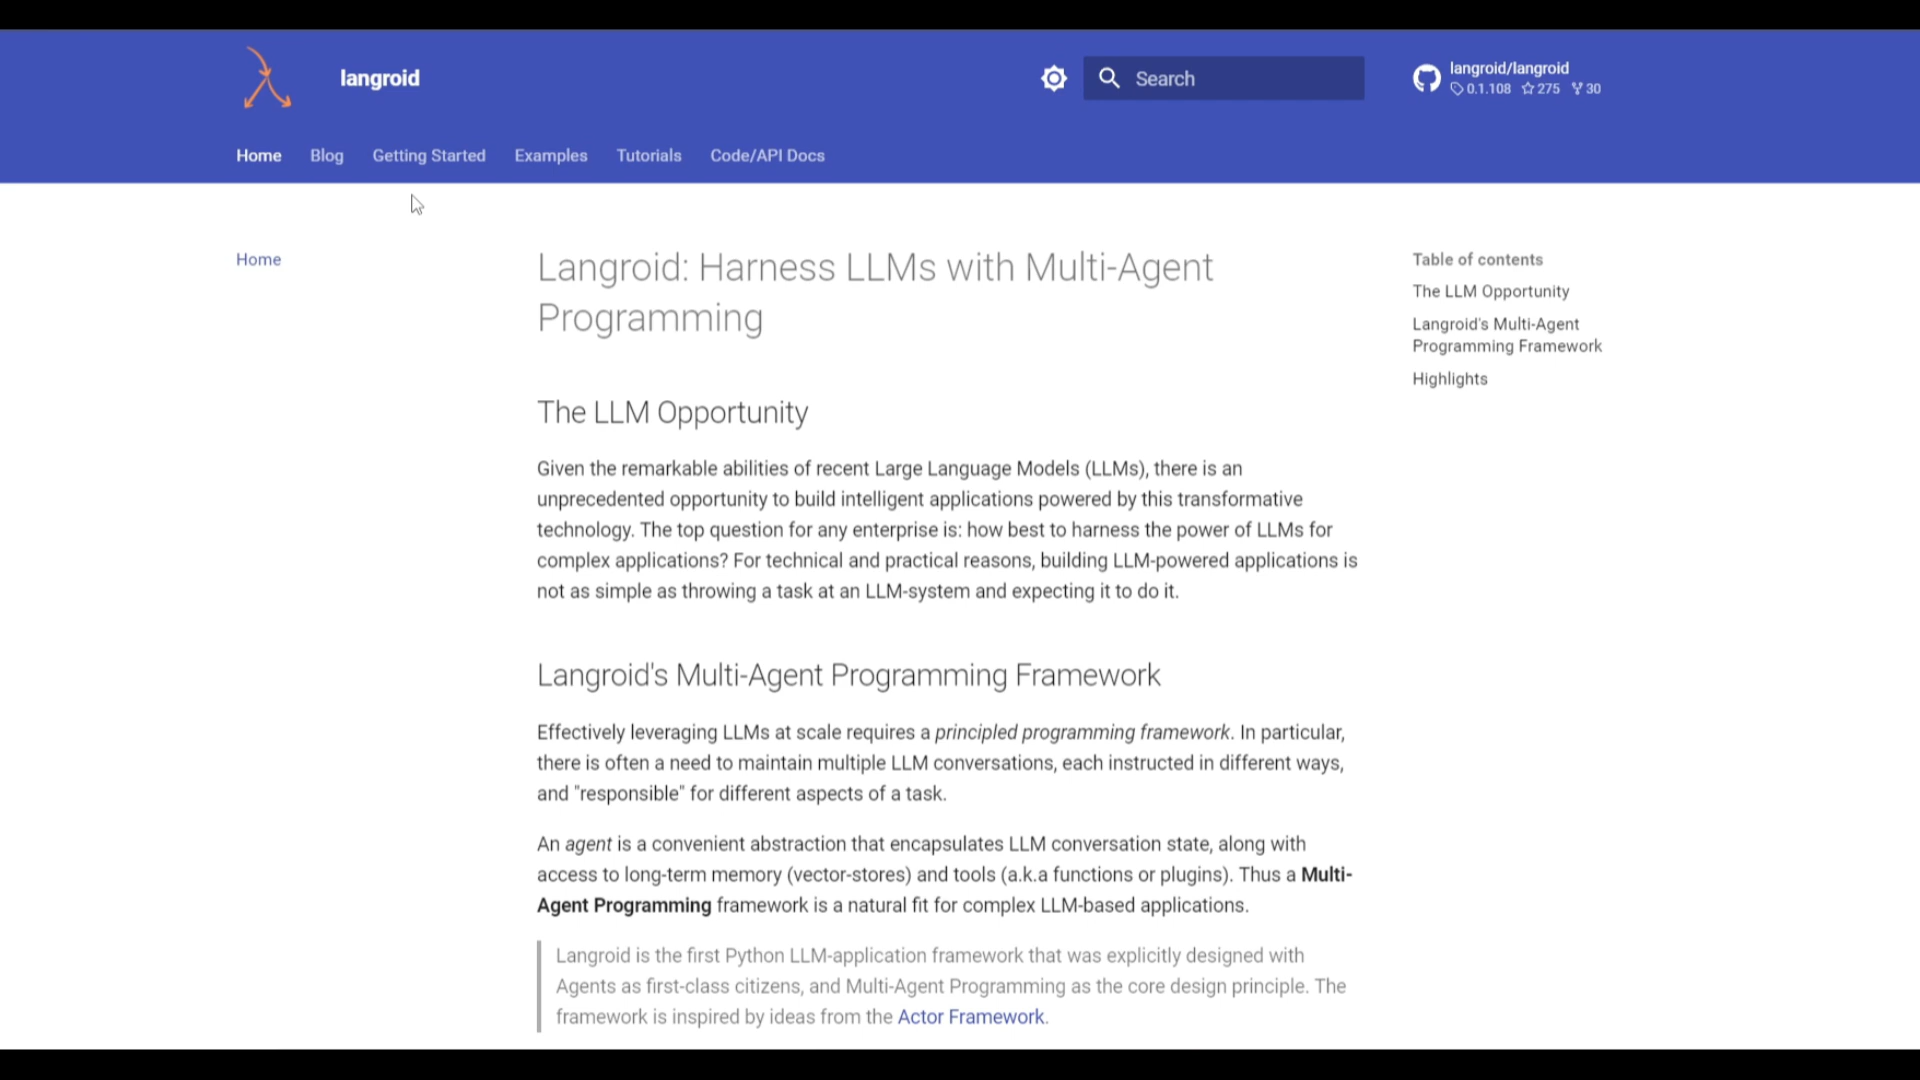 langroid
Search
langroid/langroid
0.1.108 275 30
Home Blog Getting Started Examples Tutorials Code/API Docs
Home
Langroid: Harness LLMs with Multi-Agent
Programming
The LLM Opportunity
Given the remarkable abilities of recent Large Language Models (LLMs), there is an
unprecedented opportunity to build intelligent applications powered by this transformative
technology. The top question for any enterprise is: how best to harness the power of LLMs for
complex applications? For technical and practical reasons, building LLM-powered applications is
not as simple as throwing a task at an LLM-system and expecting it to do it.
Langroid's Multi-Agent Programming Framework
Effectively leveraging LLMs at scale requires a principled programming framework. In particular,
there is often a need to maintain multiple LLM conversations, each instructed in different ways,
and "responsible" for different aspects of a task.
An agent is a convenient abstraction that encapsulates LLM conversation state, along with
access to long-term memory (vector-stores) and tools (a.k.a functions or plugins). Thus a Multi-
Agent Programming framework is a natural fit for complex LLM-based applications.
Langroid is the first Python LLM-application framework that was explicitly designed with
Agents as first-class citizens, and Multi-Agent Programming as the core design principle. The
framework is inspired by ideas from the Actor Framework.
Table of contents
The LLM Opportunity
Langroid's Multi-Agent
Programming Framework
Highlights